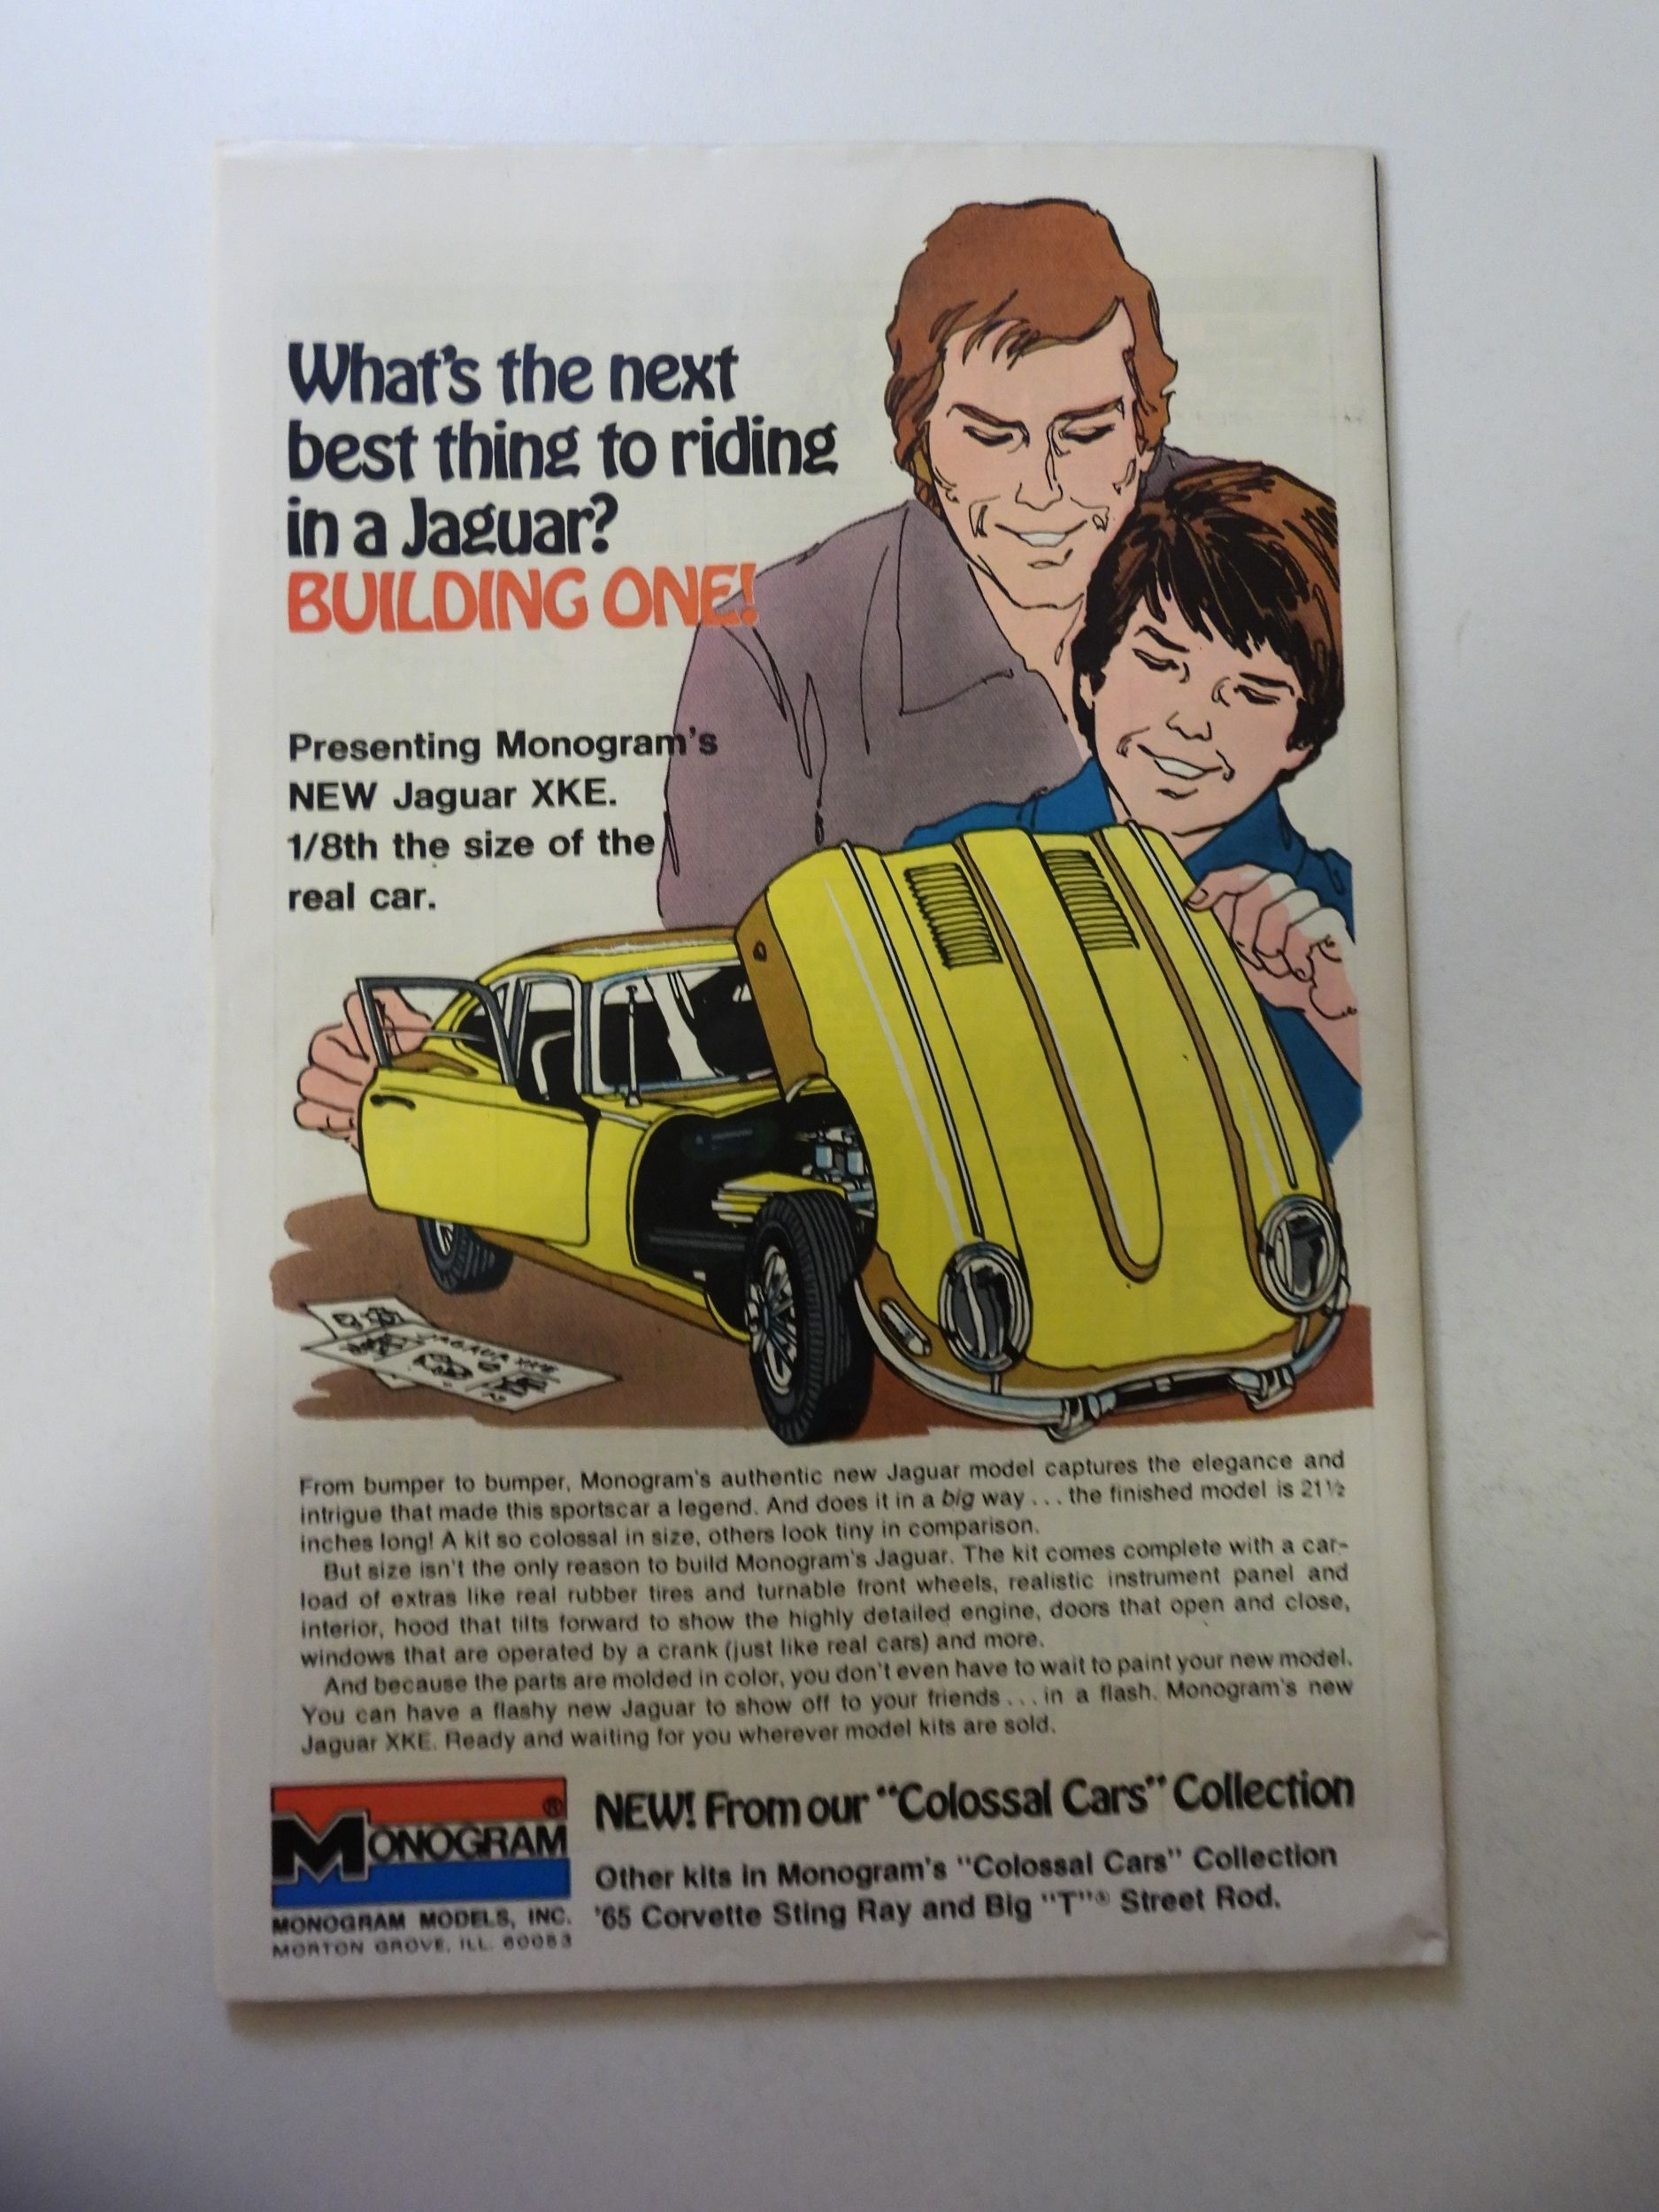 What's the next
best thing to riding
in a Jaguar?
BUILDING ONE!
Presenting Monogram's
NEW Jaguar XKE.
1/8th the size of the
real car.
JAGUAR XKE
From bumper to bumper, Monogram's authentic new Jaguar model captures the elegance and
intrigue that made this sportscar a legend. And does it in a big way . . . the finished model is 21½
inches long! A kit so colossal in size, others look tiny in comparison.
But size isn't the only reason to build Monogram's Jaguar. The kit comes complete with a car-
load of extras like real rubber tires and turnable front wheels, realistic instrument panel and
interior, hood that tilts forward to show the highly detailed engine, doors that open and close,
windows that are operated by a crank (just like real cars) and more.
And because the parts are molded in color, you don't even have to wait to paint your new model.
You can have a flashy new Jaguar to show off to your friends . . . in a flash. Monogram's new
Jaguar XKE. Ready and waiting for you wherever model kits are sold.
MONOGRAM®
MONOGRAM MODELS, INC.
MORTON GROVE, ILL. 60053
NEW! From our "Colossal Cars" Collection
Other kits in Monogram's "Colossal Cars" Collection
'65 Corvette Sting Ray and Big "T"® Street Rod.